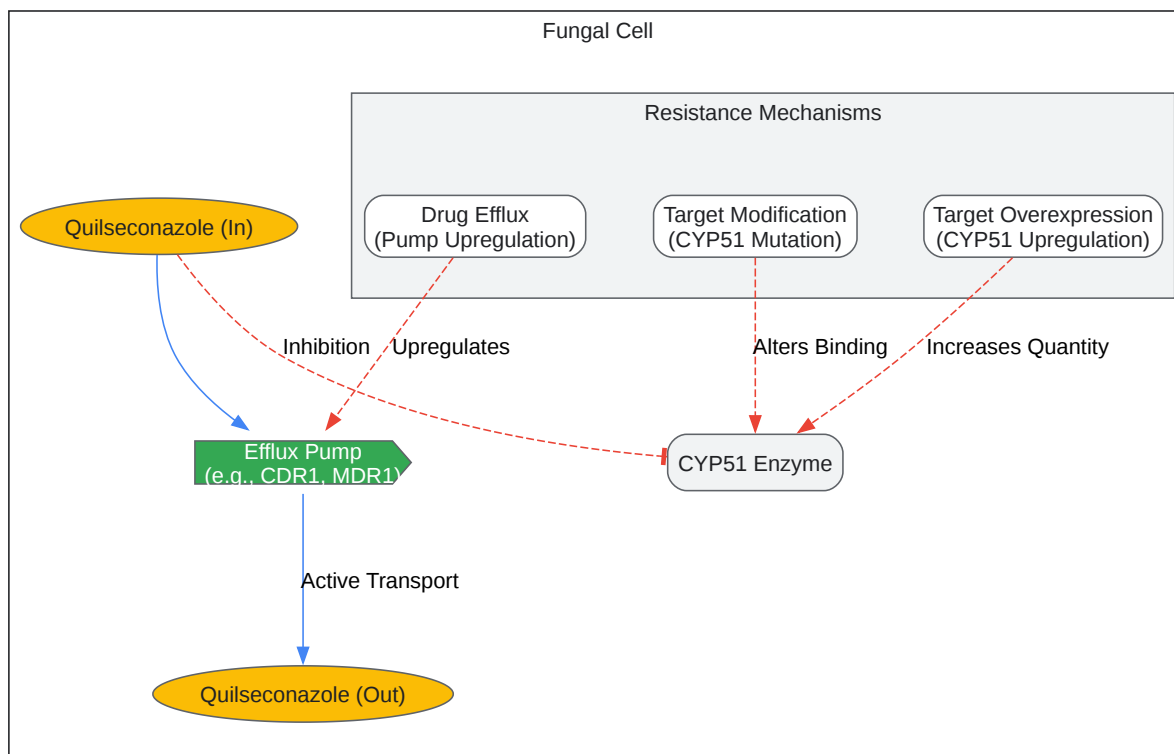 Fungal Cell
Resistance Mechanisms
Quilseconazole (In)
Drug Efflux
(Pump Upregulation)
Target Modification
(CYP51 Mutation)
Target Overexpression
(CYP51 Upregulation)
Inhibition
Upregulates
Alters Binding
Increases Quantity
Efflux Pump
(e.g., CDR1, MDR1)
CYP51 Enzyme
Active Transport
Quilseconazole (Out)